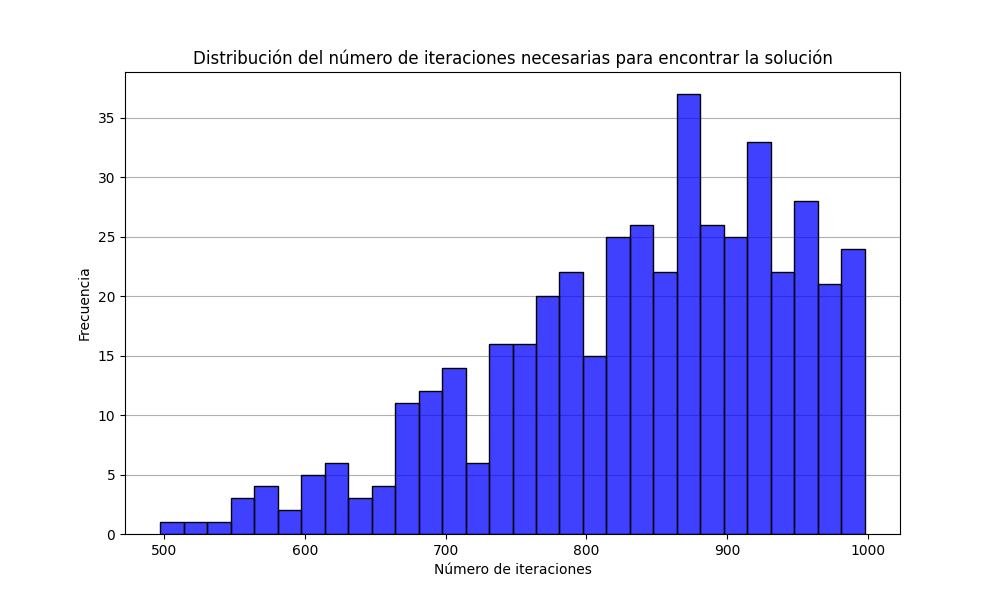 Distribución del número de iteraciones necesarias para encontrar la solución
Frecuencia
35
30
25
20
15
10
5
0
500 600 700 800 900 1000
Número de iteraciones